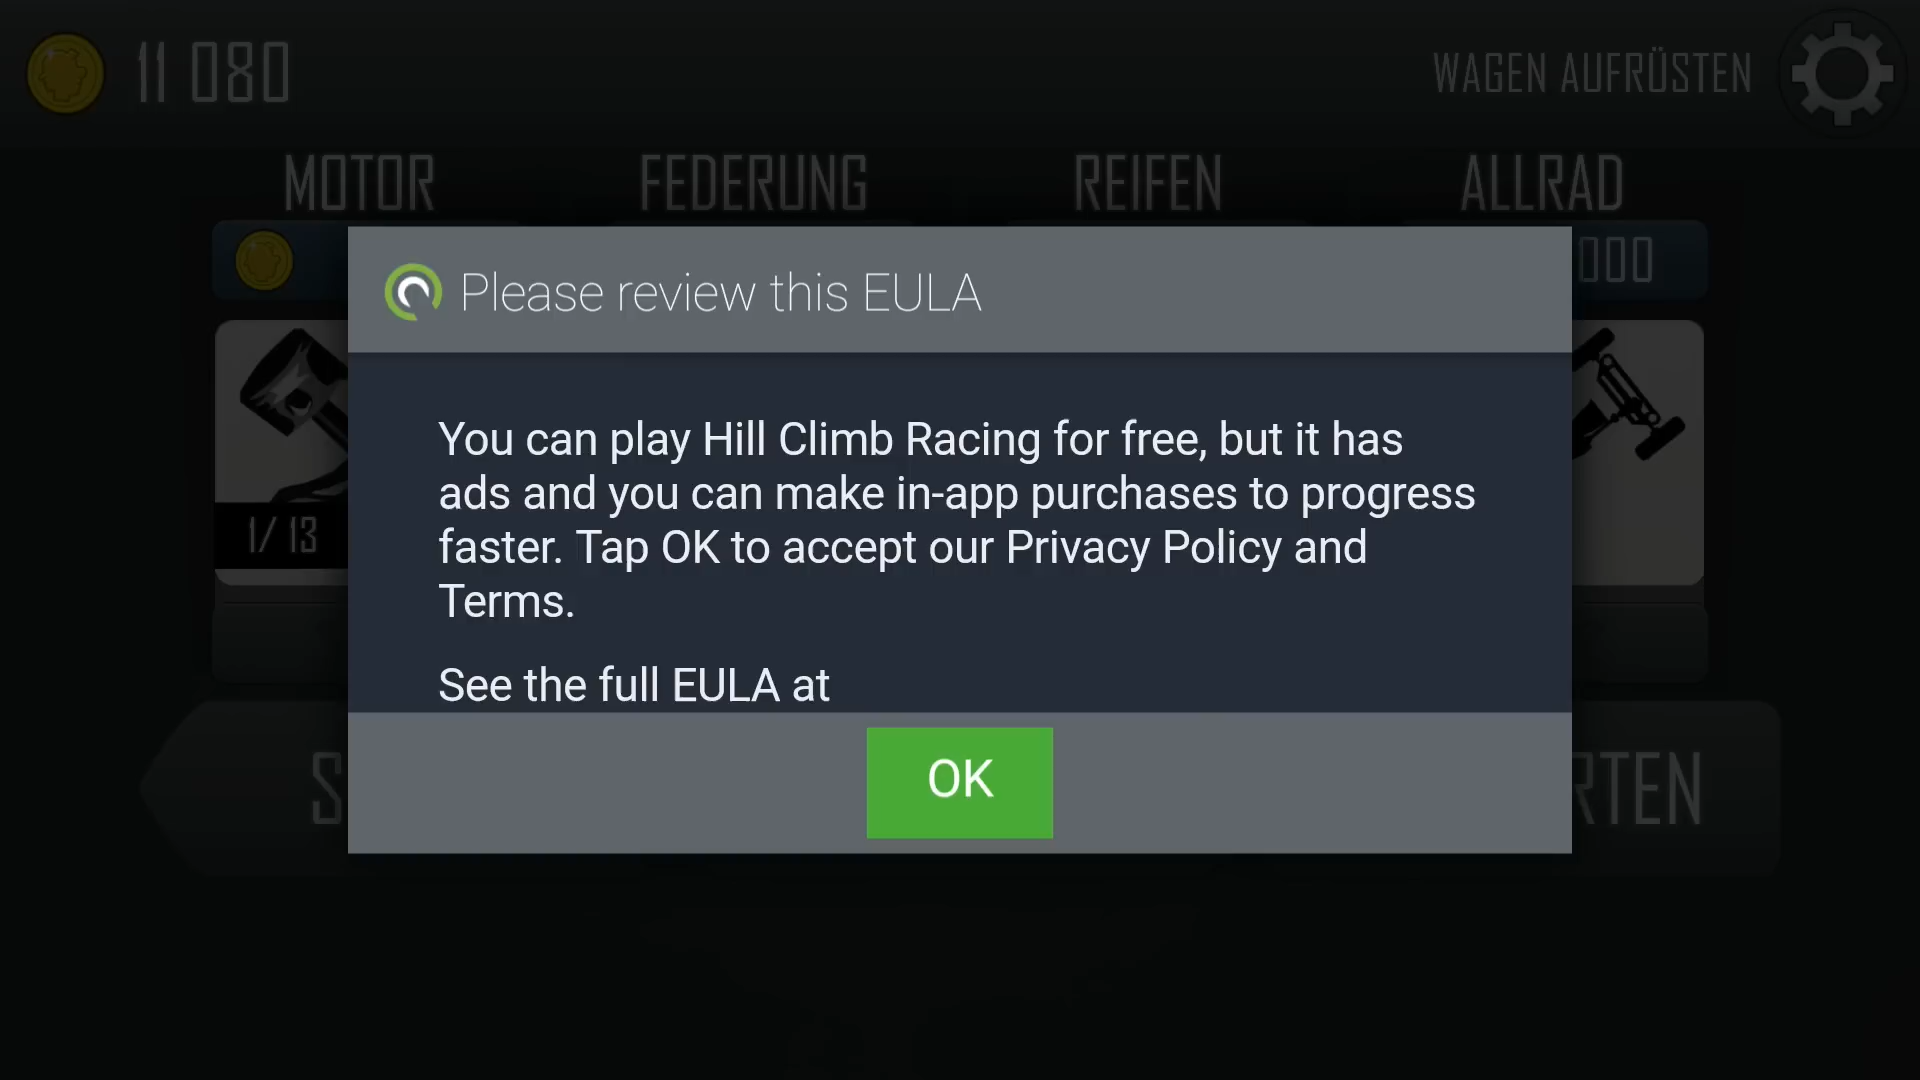 11 080
WAGEN AUFRÜSTEN
MOTOR
FEDERUNG
REIFEN
ALLRAD
000
Please review this EULA
You can play Hill Climb Racing for free, but it has
ads and you can make in-app purchases to progress
faster. Tap OK to accept our Privacy Policy and
Terms.
See the full EULA at
1/13
OK
S
RTEN